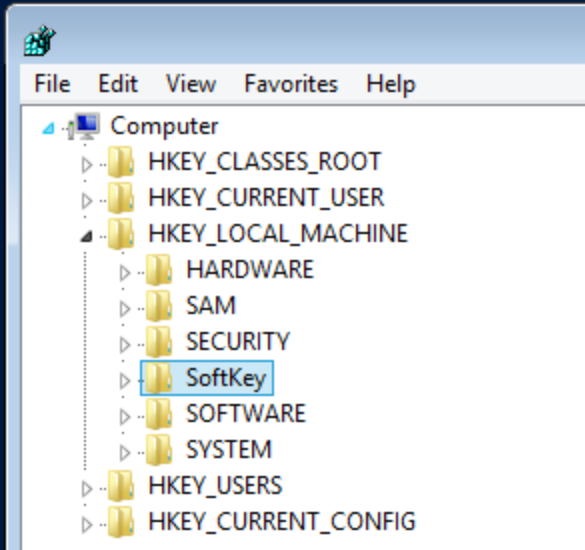 File Edit View Favorites Help
Computer
HKEY_CLASSES_ROOT
HKEY_CURRENT_USER
HKEY_LOCAL_MACHINE
HARDWARE
SAM
SECURITY
SoftKey
SOFTWARE
SYSTEM
HKEY_USERS
HKEY_CURRENT_CONFIG